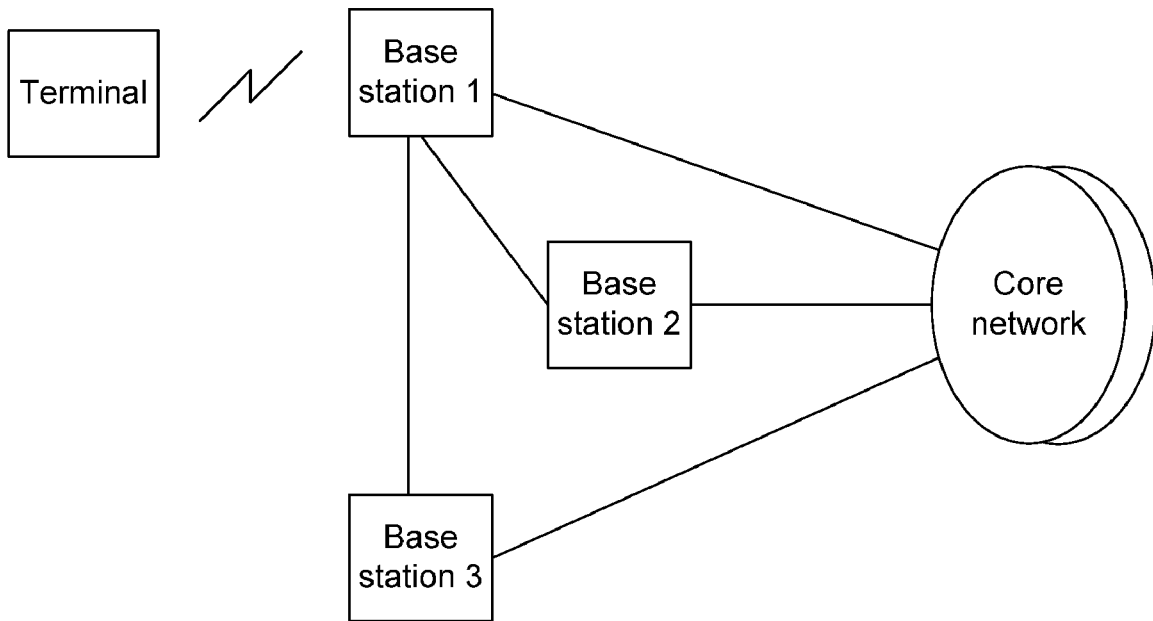 Terminal
Base
station 1
Base
station 2
Core
network
Base
station 3